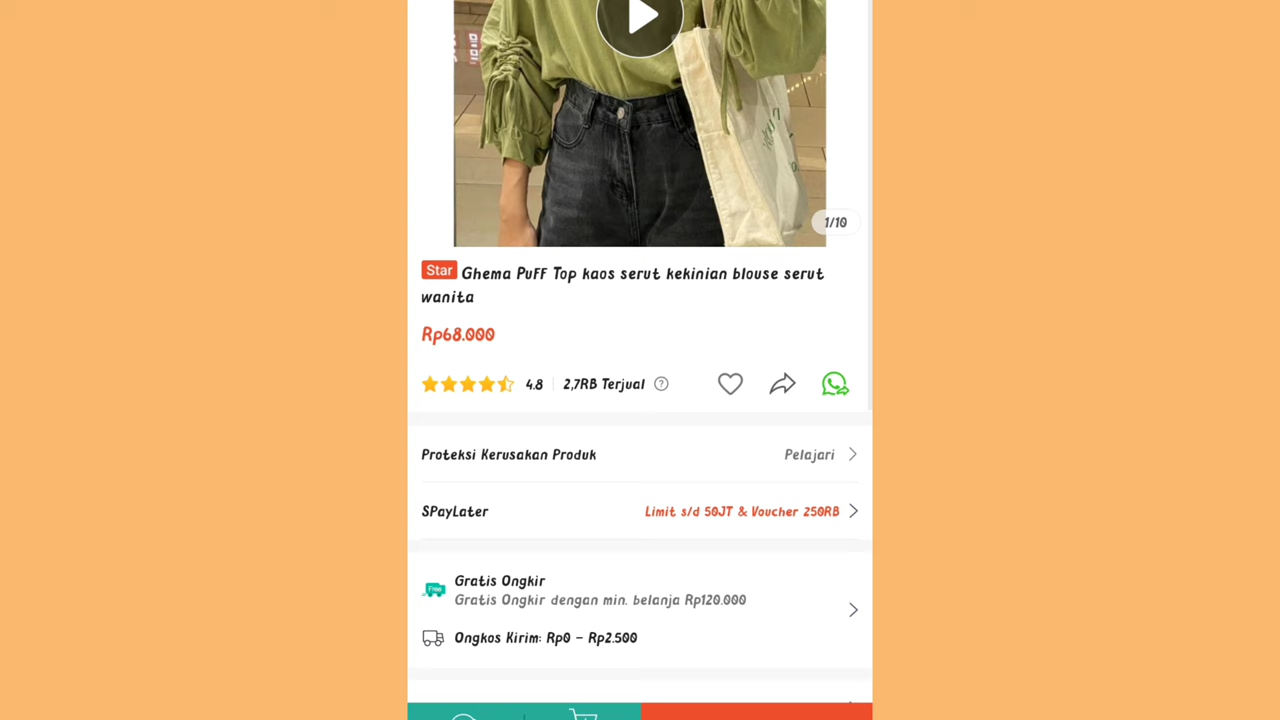 1/10
Star Ghema Puff Top kaos serut kekinian blouse serut
wanita
Rp68.000
4.8 2,7RB Terjual ?
Proteksi Kerusakan Produk Pelajari
SPayLater Limit s/d 50JT & Voucher 250RB
Free Gratis Ongkir
Gratis Ongkir dengan min. belanja Rp120.000
Ongkos Kirim: Rp0 - Rp2.500